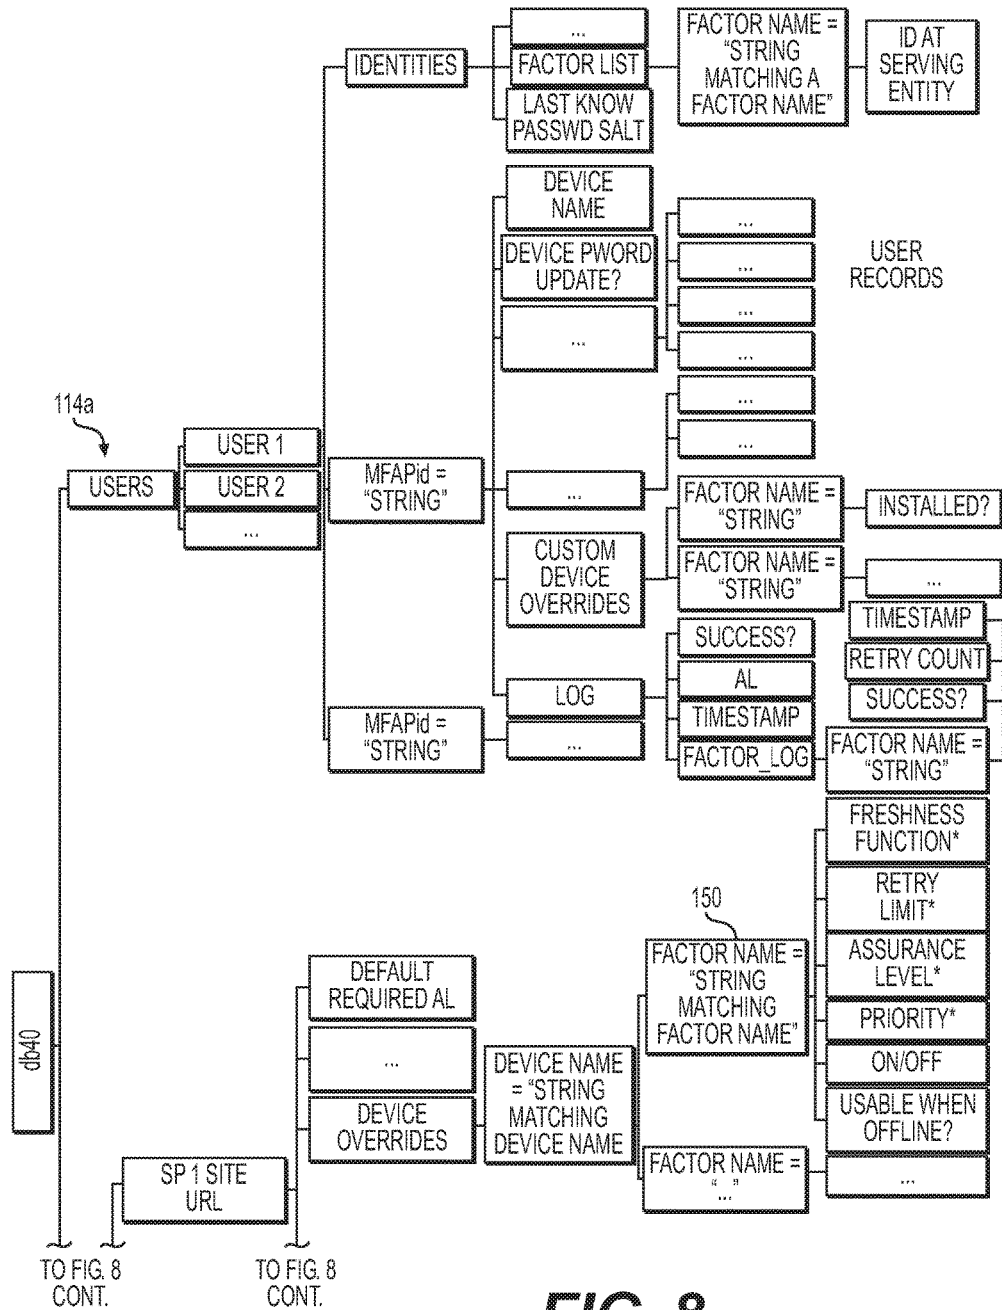 IDENTITIES
...
FACTOR LIST
LAST KNOW
PASSWD SALT
FACTOR NAME =
“STRING
MATCHING A
FACTOR NAME”
ID AT
SERVING
ENTITY
DEVICE
NAME
DEVICE PWORD
UPDATE?
...
...
...
...
...
USER
RECORDS
114a
USERS
USER 1
USER 2
...
MFAPid =
“STRING”
...
...
...
CUSTOM
DEVICE
OVERRIDES
FACTOR NAME =
“STRING”
INSTALLED?
FACTOR NAME =
“STRING”
...
LOG
SUCCESS?
AL
TIMESTAMP
FACTOR_LOG
TIMESTAMP
RETRY COUNT
SUCCESS?
FACTOR NAME =
“STRING”
MFAPid =
“STRING”
...
db40
SP 1 SITE
URL
DEFAULT
REQUIRED AL
...
DEVICE
OVERRIDES
DEVICE NAME
= “STRING
MATCHING
DEVICE NAME
150
FACTOR NAME =
“STRING
MATCHING
FACTOR NAME”
FRESHNESS
FUNCTION*
RETRY
LIMIT*
ASSURANCE
LEVEL*
PRIORITY*
ON/OFF
USABLE WHEN
OFFLINE?
FACTOR NAME =
“...”
...
TO FIG. 8
CONT.
TO FIG. 8
CONT.
FIG. 8